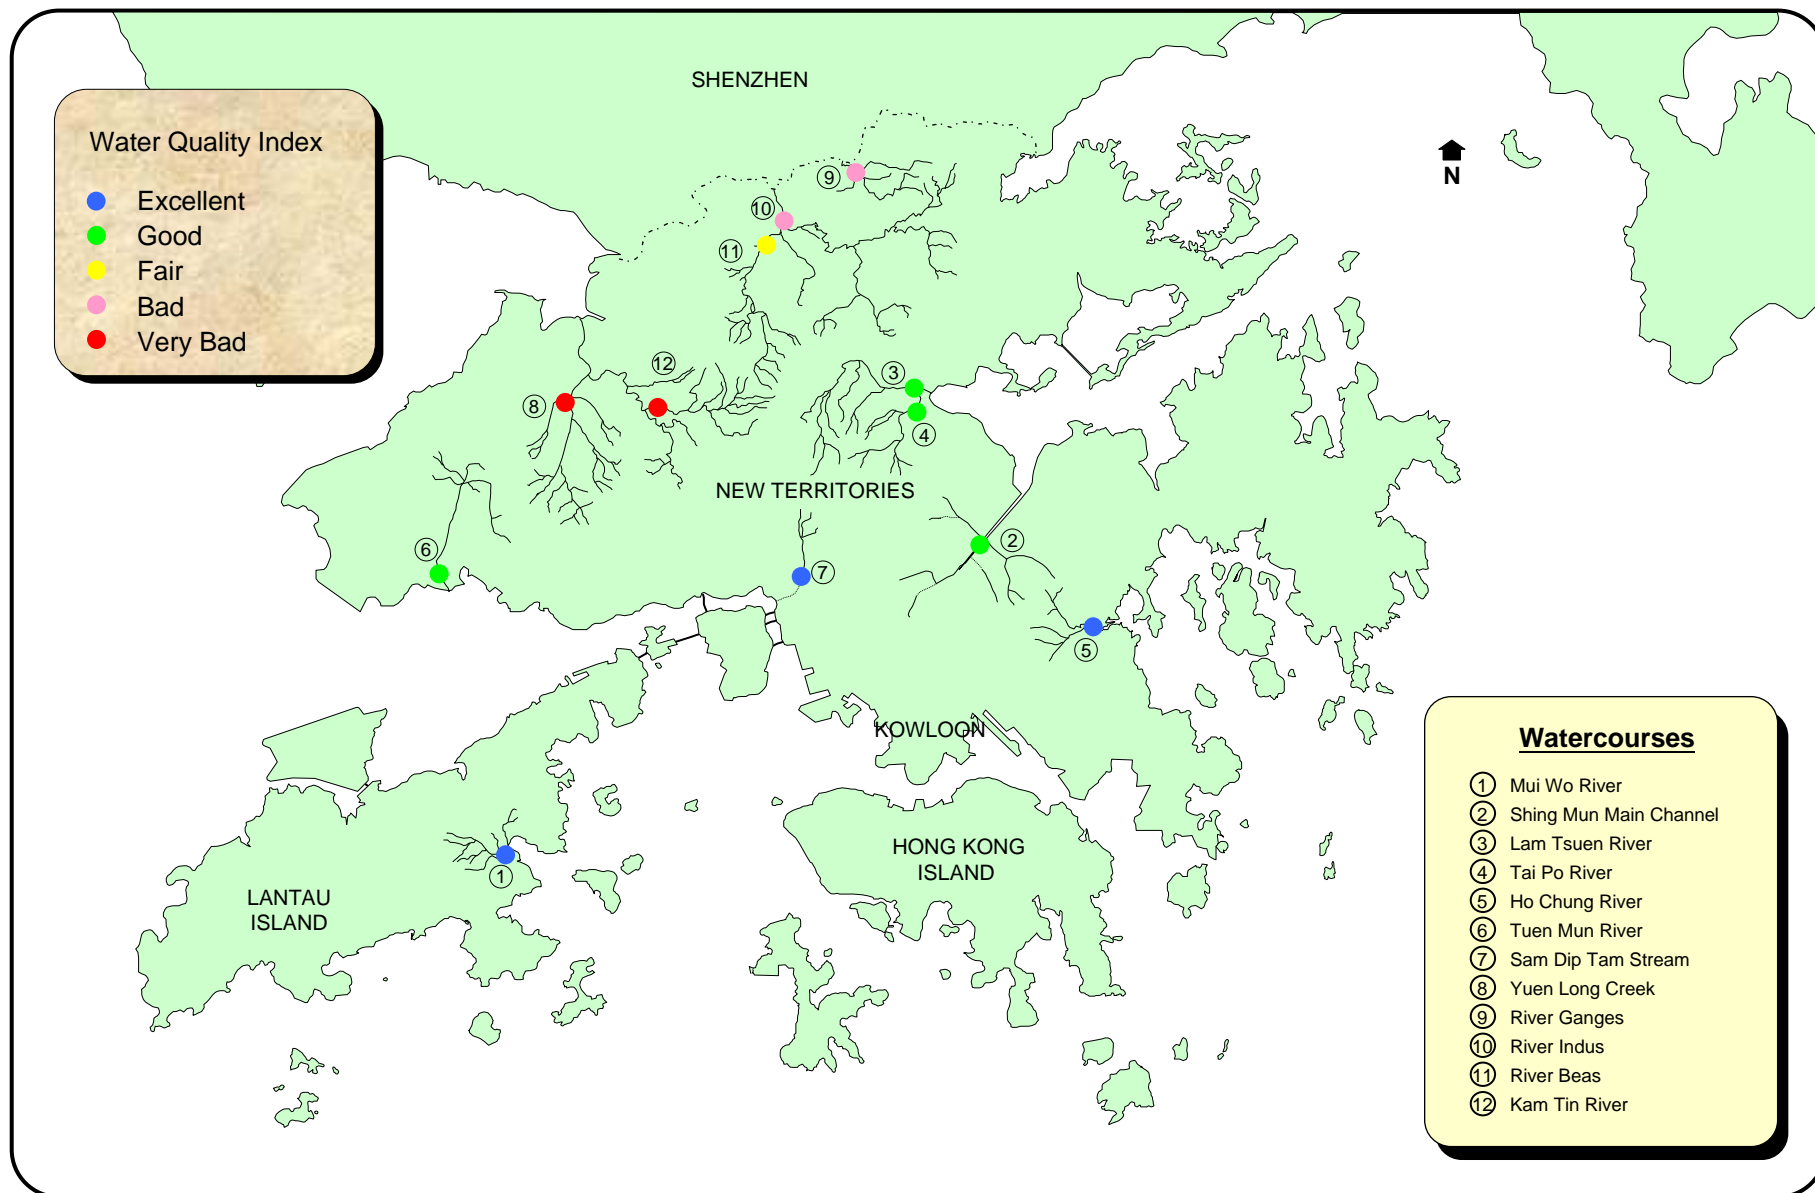 SHENZHEN
Water Quality Index
Excellent
Good
Fair
Bad
Very Bad
N
9
10
11
12
3
8
4
NEW TERRITORIES
2
6
7
5
KOWLOON
HONG KONG
ISLAND
1
LANTAU
ISLAND
Watercourses
1 Mui Wo River
2 Shing Mun Main Channel
3 Lam Tsuen River
4 Tai Po River
5 Ho Chung River
6 Tuen Mun River
7 Sam Dip Tam Stream
8 Yuen Long Creek
9 River Ganges
10 River Indus
11 River Beas
12 Kam Tin River